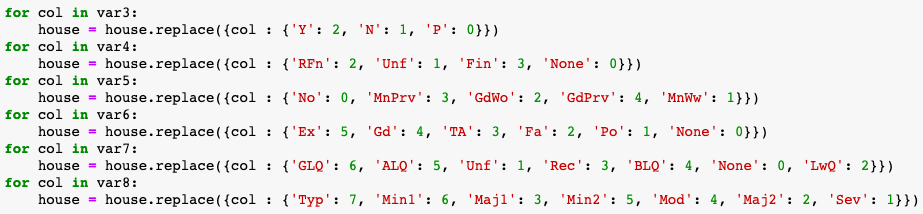 for col in var3:
    house = house.replace({col : {'Y': 2, 'N': 1, 'P': 0}})
for col in var4:
    house = house.replace({col : {'RFn': 2, 'Unf': 1, 'Fin': 3, 'None': 0}})
for col in var5:
    house = house.replace({col : {'No': 0, 'MnPrv': 3, 'GdWo': 2, 'GdPrv': 4, 'MnWw': 1}})
for col in var6:
    house = house.replace({col : {'Ex': 5, 'Gd': 4, 'TA': 3, 'Fa': 2, 'Po': 1, 'None': 0}})
for col in var7:
    house = house.replace({col : {'GLQ': 6, 'ALQ': 5, 'Unf': 1, 'Rec': 3, 'BLQ': 4, 'None': 0, 'LwQ': 2}})
for col in var8:
    house = house.replace({col : {'Typ': 7, 'Min1': 6, 'Maj1': 3, 'Min2': 5, 'Mod': 4, 'Maj2': 2, 'Sev': 1}})